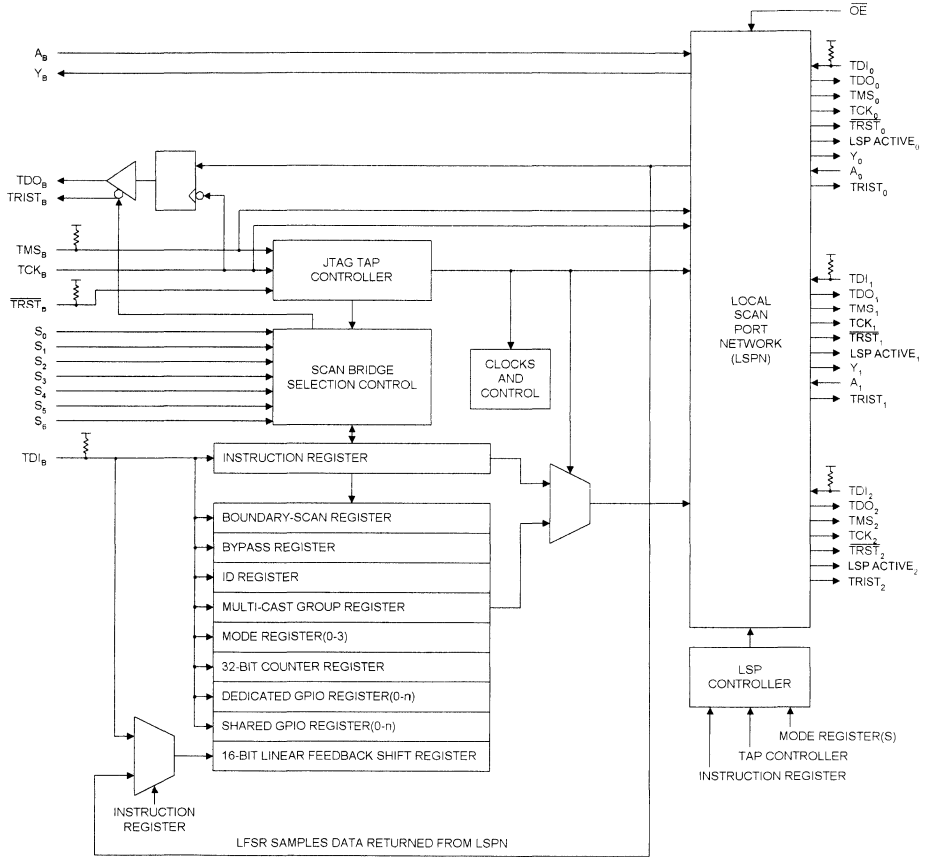 OE
A_B
Y_B
TDI_0
TDO_0
TMS_0
TCK_0
TRST_0
LSP ACTIVE_0
Y_0
A_0
TRIST_0
TDO_B
TRIST_B
TMS_B
TCK_B
TRST_B
JTAG TAP
CONTROLLER
S_0
S_1
S_2
S_3
S_4
S_5
S_6
SCAN BRIDGE
SELECTION CONTROL
CLOCKS
AND
CONTROL
LOCAL
SCAN
PORT
NETWORK
(LSPN)
TDI_1
TDO_1
TMS_1
TCK_1
TRST_1
LSP ACTIVE_1
Y_1
A_1
TRIST_1
TDI_B
INSTRUCTION REGISTER
BOUNDARY-SCAN REGISTER
BYPASS REGISTER
ID REGISTER
MULTI-CAST GROUP REGISTER
MODE REGISTER(0-3)
32-BIT COUNTER REGISTER
DEDICATED GPIO REGISTER(0-n)
SHARED GPIO REGISTER(0-n)
16-BIT LINEAR FEEDBACK SHIFT REGISTER
TDI_2
TDO_2
TMS_2
TCK_2
TRST_2
LSP ACTIVE_2
TRIST_2
LSP
CONTROLLER
MODE REGISTER(S)
TAP CONTROLLER
INSTRUCTION REGISTER
INSTRUCTION
REGISTER
LFSR SAMPLES DATA RETURNED FROM LSPN